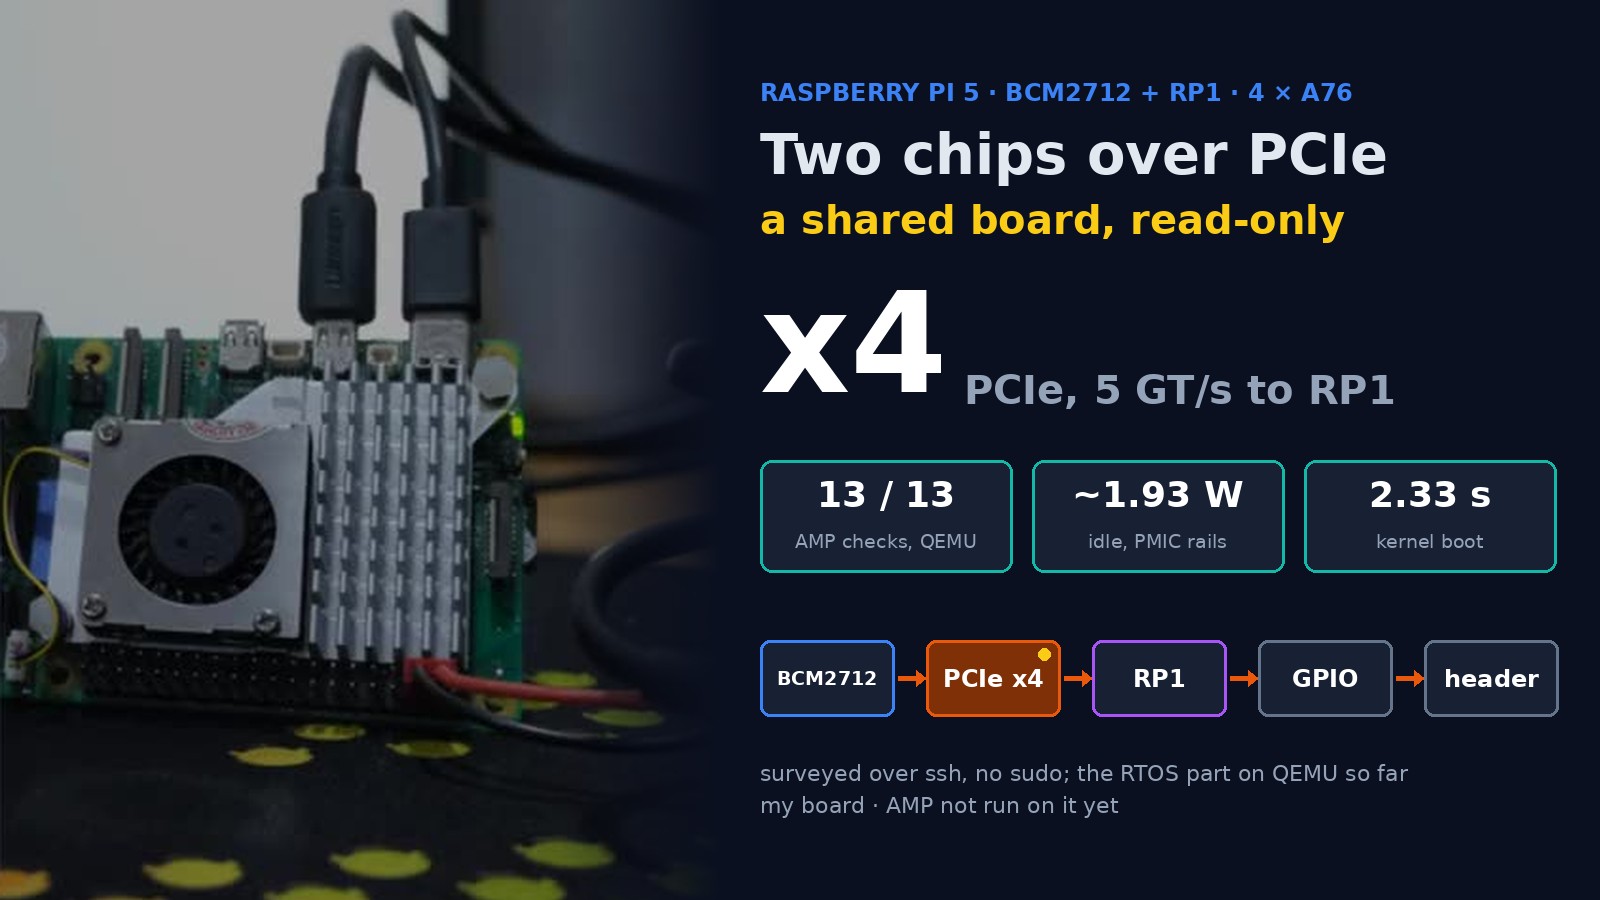 RASPBERRY PI 5 · BCM2712 + RP1 · 4 × A76
Two chips over PCIe
a shared board, read-only
x4 PCIe, 5 GT/s to RP1
13 / 13
AMP checks, QEMU
~1.93 W
idle, PMIC rails
2.33 s
kernel boot
BCM2712
PCIe x4
RP1
GPIO
header
surveyed over ssh, no sudo; the RTOS part on QEMU so far
my board · AMP not run on it yet